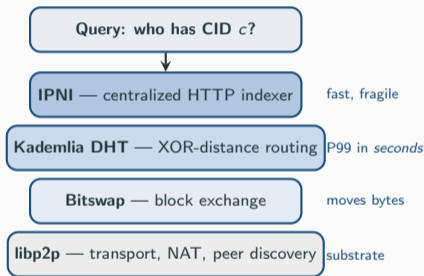 Query: who has CID c?
IPNI — centralized HTTP indexer fast, fragile
Kademlia DHT — XOR-distance routing P99 in seconds
Bitswap — block exchange moves bytes
libp2p — transport, NAT, peer discovery substrate